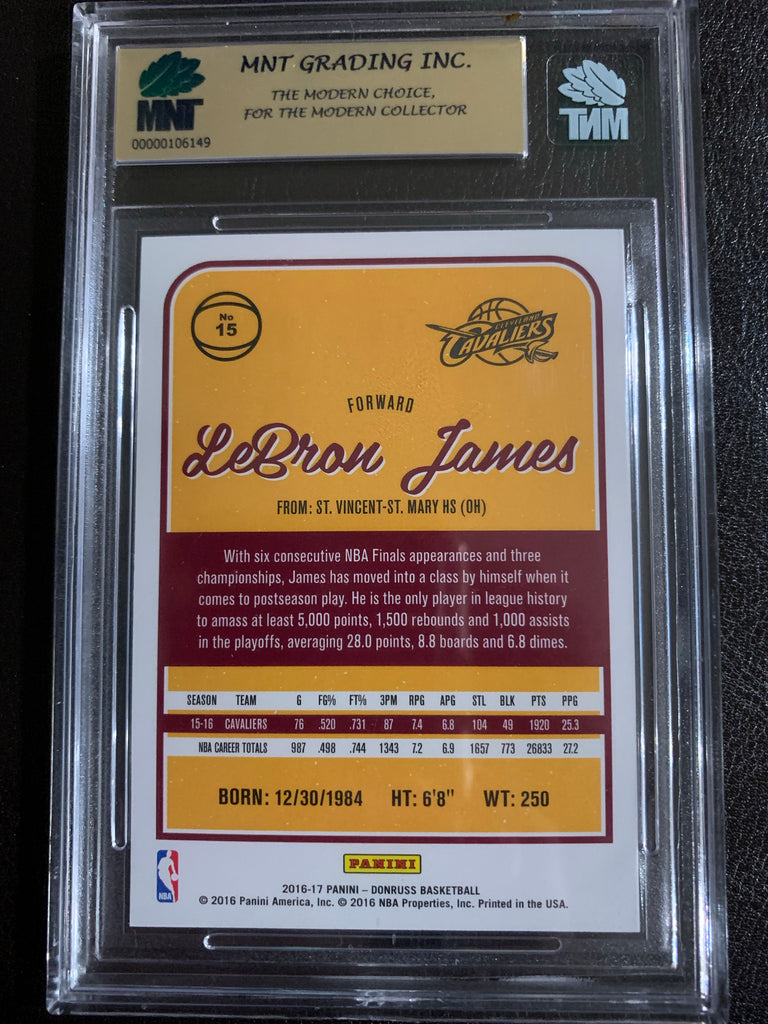 MNT GRADING INC.
THE MODERN CHOICE,
FOR THE MODERN COLLECTOR
MNT
00000106149
MNT
No
15
CLEVELAND
CAVALIERS
FORWARD
LeBron James
FROM: ST. VINCENT-ST. MARY HS (OH)
With six consecutive NBA Finals appearances and three
championships, James has moved into a class by himself when it
comes to postseason play. He is the only player in league history
to amass at least 5,000 points, 1,500 rebounds and 1,000 assists
in the playoffs, averaging 28.0 points, 8.8 boards and 6.8 dimes.
SEASON TEAM G FG% FT% 3PM RPG APG STL BLK PTS PPG
15-16 CAVALIERS 76 .520 .731 87 7.4 6.8 104 49 1920 25.3
NBA CAREER TOTALS 987 .498 .744 1343 7.2 6.9 1657 773 26833 27.2
BORN: 12/30/1984 HT: 6'8" WT: 250
PANINI
NBA
2016-17 PANINI – DONRUSS BASKETBALL
© 2016 Panini America, Inc. © 2016 NBA Properties, Inc. Printed in the USA.